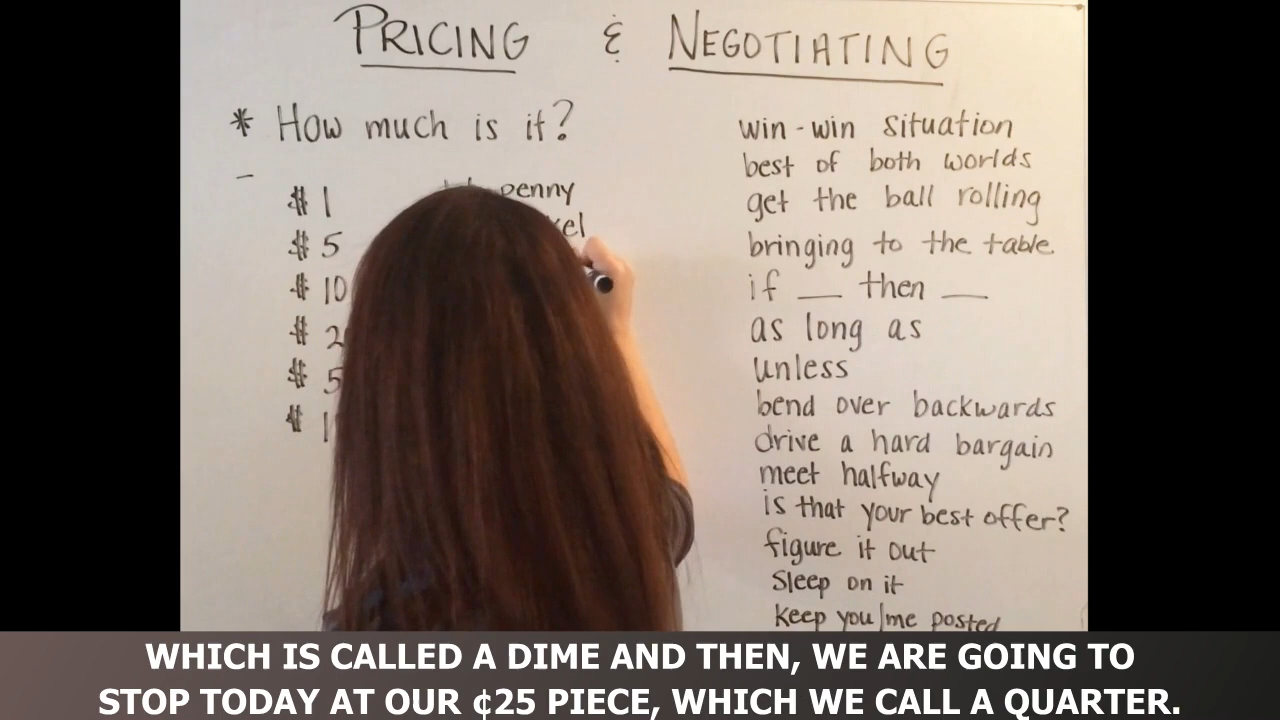 PRICING & NEGOTIATING
* How much is it?
-
$ 1 penny
$ 5
$ 10
$
$
$
win-win situation
best of both worlds
get the ball rolling
bringing to the table
if __ then __
as long as
unless
bend over backwards
drive a hard bargain
meet halfway
is that your best offer?
figure it out
sleep on it
keep you/me posted
WHICH IS CALLED A DIME AND THEN, WE ARE GOING TO
STOP TODAY AT OUR ¢25 PIECE, WHICH WE CALL A QUARTER.